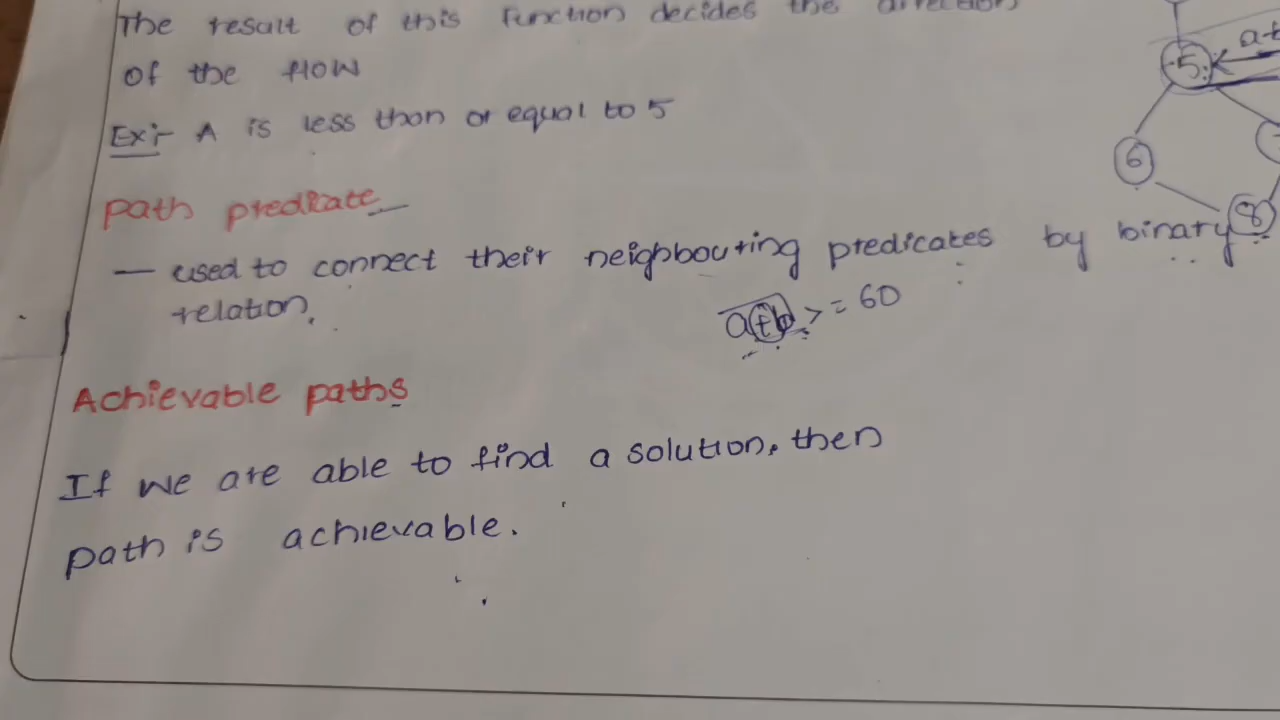 The result of this function decides the direction
of the flow
Ex:- A is less than or equal to 5
path predicate
— used to connect their neighbouring predicates by binary
relation.
a+b >= 60
Achievable paths
If we are able to find a solution, then
path is achievable.
5
6
8